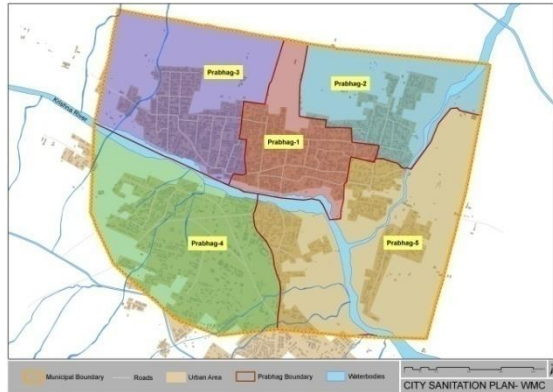 Prabhag-3
Prabhag-2
Krishna River
Prabhag-1
Prabhag-4
Prabhag-5
Municipal Boundary
Roads
Urban Area
Prabhag Boundary
Waterbodies
CITY SANITATION PLAN- WMC